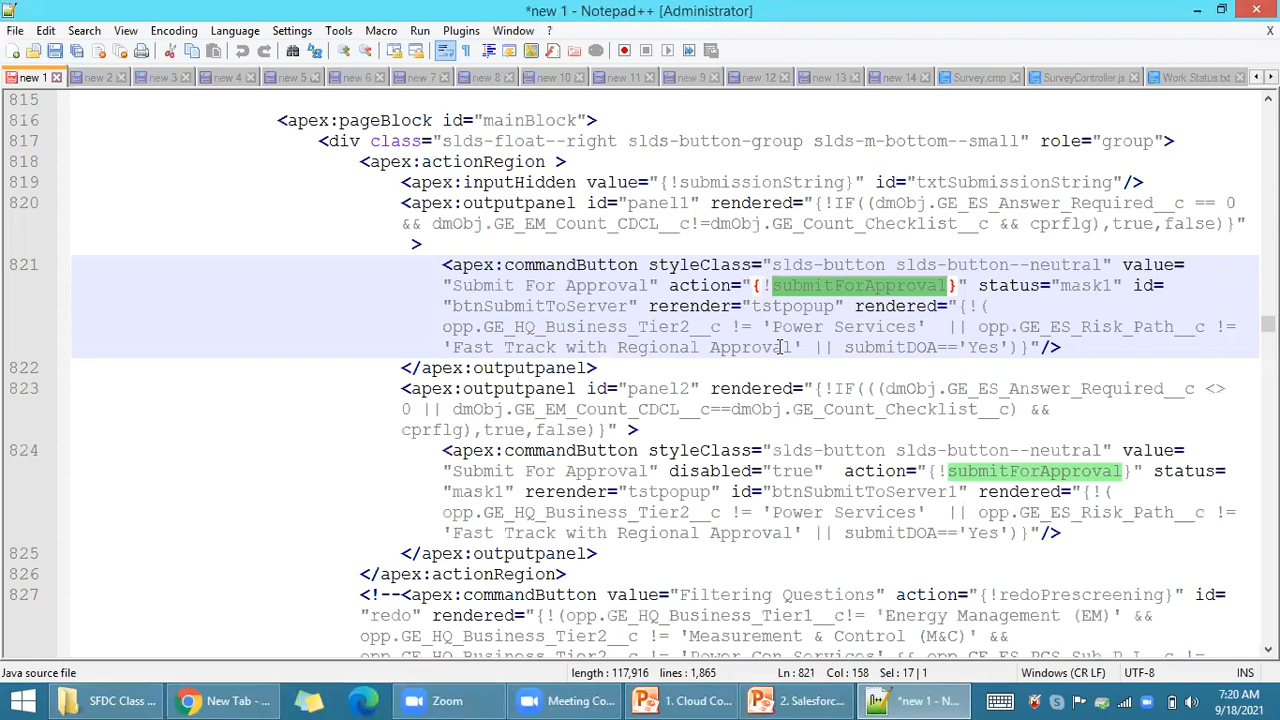 *new 1 - Notepad++ [Administrator]
File Edit Search View Encoding Language Settings Tools Macro Run Plugins Window ? X
new 1 new 2 new 3 new 4 new 5 new 6 new 7 new 8 new 10 new 11 new new 12 new 13 new 14 Survey.cmp SurveyController.js Work Status.txt
815
816 <apex:pageBlock id="mainBlock">
817 <div class="slds-float--right slds-button-group slds-m-bottom--small" role="group">
818 <apex:actionRegion >
819 <apex:inputHidden value="{!submissionString}" id="txtSubmissionString"/>
820 <apex:outputpanel id="panel1" rendered="{!IF((dmObj.GE_ES_Answer_Required__c == 0
&& dmObj.GE_EM_Count_CDCL__c!=dmObj.GE_Count_Checklist__c && cprflg),true,false)}"
>
821 <apex:commandButton styleClass="slds-button slds-button--neutral" value=
"Submit For Approval" action="{!submitForApproval}" status="mask1" id=
"btnSubmitToServer" rerender="tstpopup" rendered="{!(
opp.GE_HQ_Business_Tier2__c != 'Power Services' || opp.GE_ES_Risk_Path__c !=
'Fast Track with Regional Approval' || submitDOA=='Yes')}"/>
822 </apex:outputpanel>
823 <apex:outputpanel id="panel2" rendered="{!IF(((dmObj.GE_ES_Answer_Required__c <>
0 || dmObj.GE_EM_Count_CDCL__c==dmObj.GE_Count_Checklist__c) &&
cprflg),true,false)}" >
824 <apex:commandButton styleClass="slds-button slds-button--neutral" value=
"Submit For Approval" disabled="true" action="{!submitForApproval}" status=
"mask1" rerender="tstpopup" id="btnSubmitToServer1" rendered="{!(
opp.GE_HQ_Business_Tier2__c != 'Power Services' || opp.GE_ES_Risk_Path__c !=
'Fast Track with Regional Approval' || submitDOA=='Yes')}"/>
825 </apex:outputpanel>
826 </apex:actionRegion>
827 <!--<apex:commandButton value="Filtering Questions" action="{!redoPrescreening}" id=
"redo" rendered="{!(opp.GE_HQ_Business_Tier1__c!= 'Energy Management (EM)' &&
opp.GE_HQ_Business_Tier2__c != 'Measurement & Control (M&C)' &&
Java source file length : 117,916 lines : 1,865 Ln : 821 Col : 158 Sel : 17 | 1 Windows (CR LF) UTF-8 INS
SFDC Class ... New Tab - ... Zoom Meeting Co... 1. Cloud Co... 2. Salesforce... *new 1 - N... 7:20 AM
9/18/2021